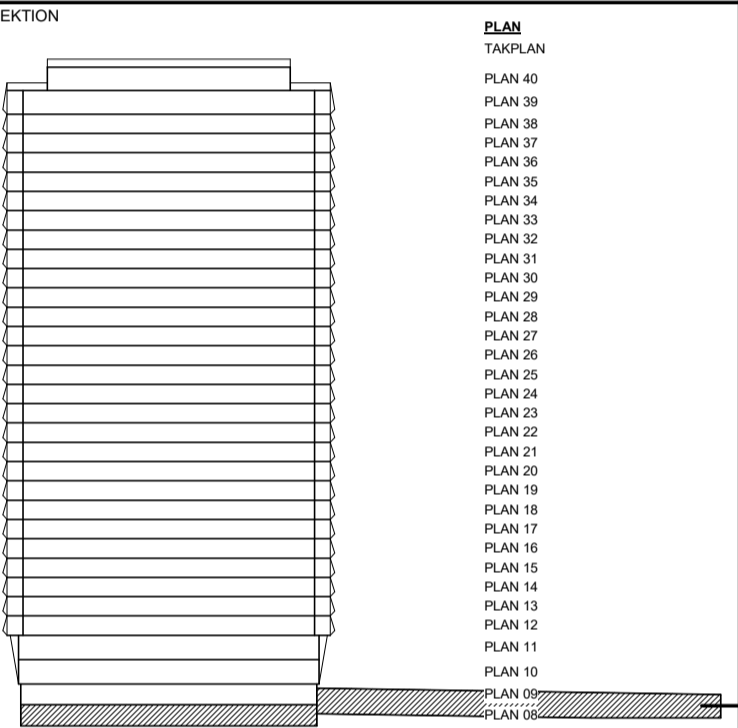 EKTION
PLAN
TAKPLAN
PLAN 40
PLAN 39
PLAN 38
PLAN 37
PLAN 36
PLAN 35
PLAN 34
PLAN 33
PLAN 32
PLAN 31
PLAN 30
PLAN 29
PLAN 28
PLAN 27
PLAN 26
PLAN 25
PLAN 24
PLAN 23
PLAN 22
PLAN 21
PLAN 20
PLAN 19
PLAN 18
PLAN 17
PLAN 16
PLAN 15
PLAN 14
PLAN 13
PLAN 12
PLAN 11
PLAN 10
PLAN 09
PLAN 08